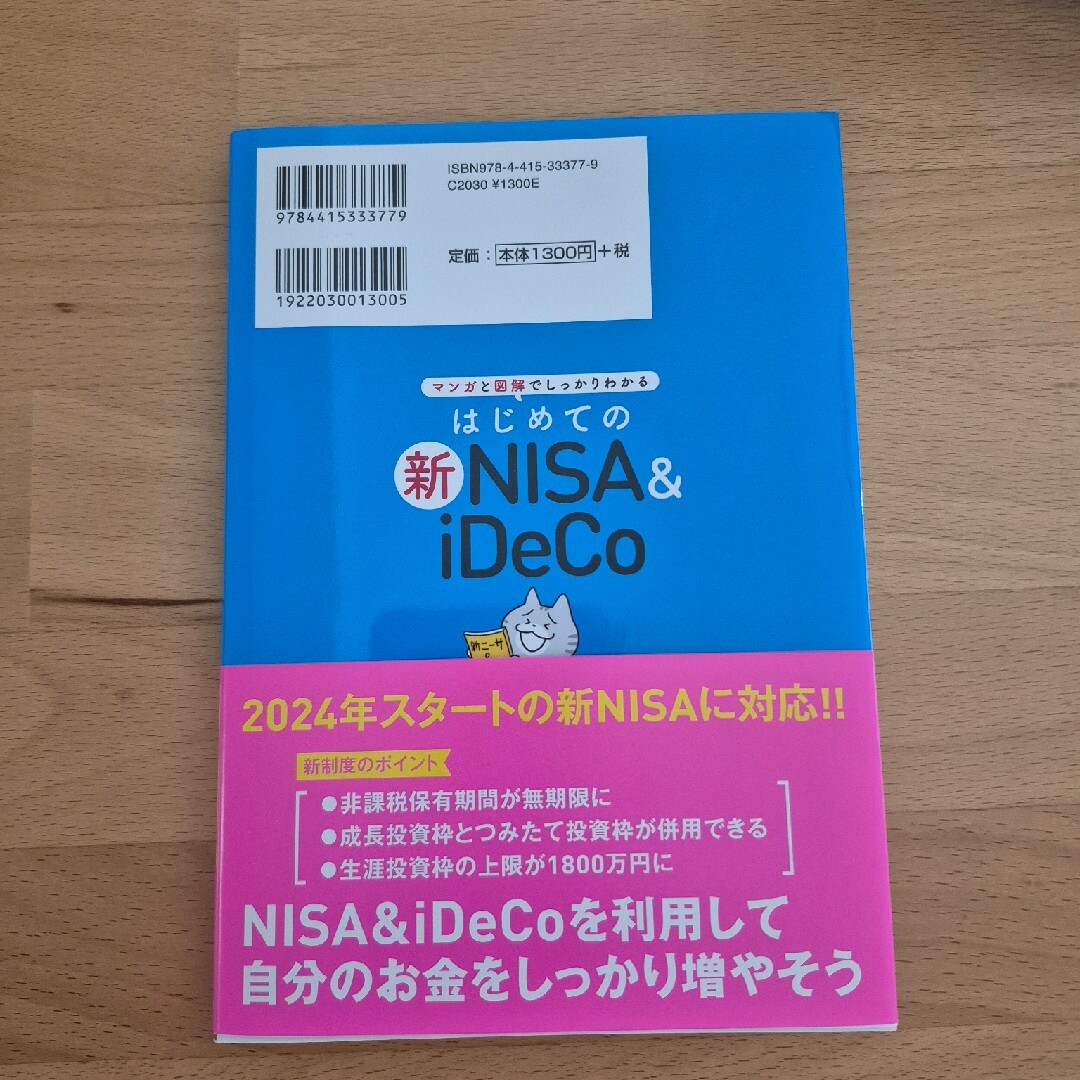 ISBN978-4-415-33377-9
C2030 ¥1300E
9784415333779
定価：本体1300円＋税
1922030013005
マンガと図解でしっかりわかる
はじめての
新NISA&
iDeCo
新ニーサ
2024年スタートの新NISAに対応!!
新制度のポイント
●非課税保有期間が無期限に
●成長投資枠とつみたて投資枠が併用できる
●生涯投資枠の上限が1800万円に
NISA&iDeCoを利用して
自分のお金をしっかり増やそう